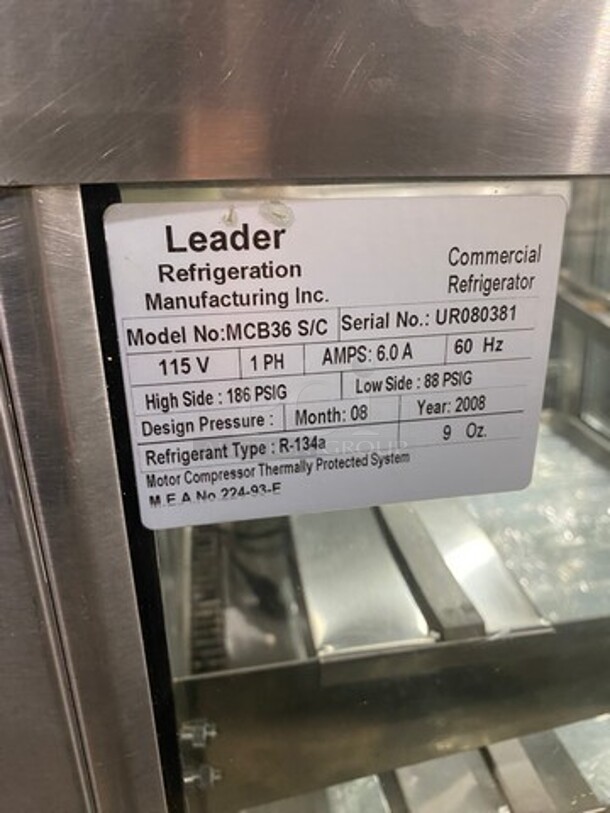 Leader
Refrigeration
Manufacturing Inc.
Commercial
Refrigerator
Model No:MCB36 S/C Serial No.: UR080381
115 V 1 PH AMPS: 6.0 A 60 Hz
High Side : 186 PSIG Low Side : 88 PSIG
Design Pressure : Month: 08 Year: 2008
Refrigerant Type : R-134a 9 Oz.
Motor Compressor Thermally Protected System
M.E.A No 224-93-E
GROUP